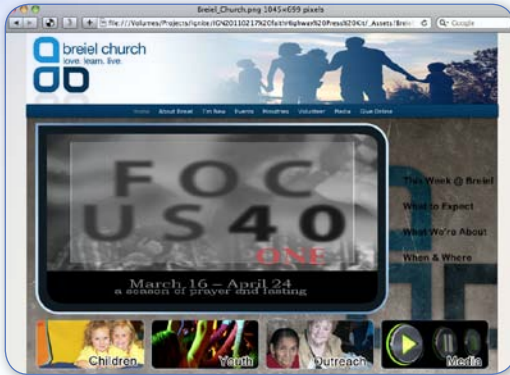 Breiel_Church.png 1045×659 pixels
Google
breiel church
love. learn. live.
Home About Breiel I'm New Events Ministries Volunteer Media Give Online
FOC
US40
ONE
March 16 – April 24
a season of prayer and fasting
This Week @ Breiel
What to Expect
What We're About
When & Where
Children
Youth
Outreach
Media